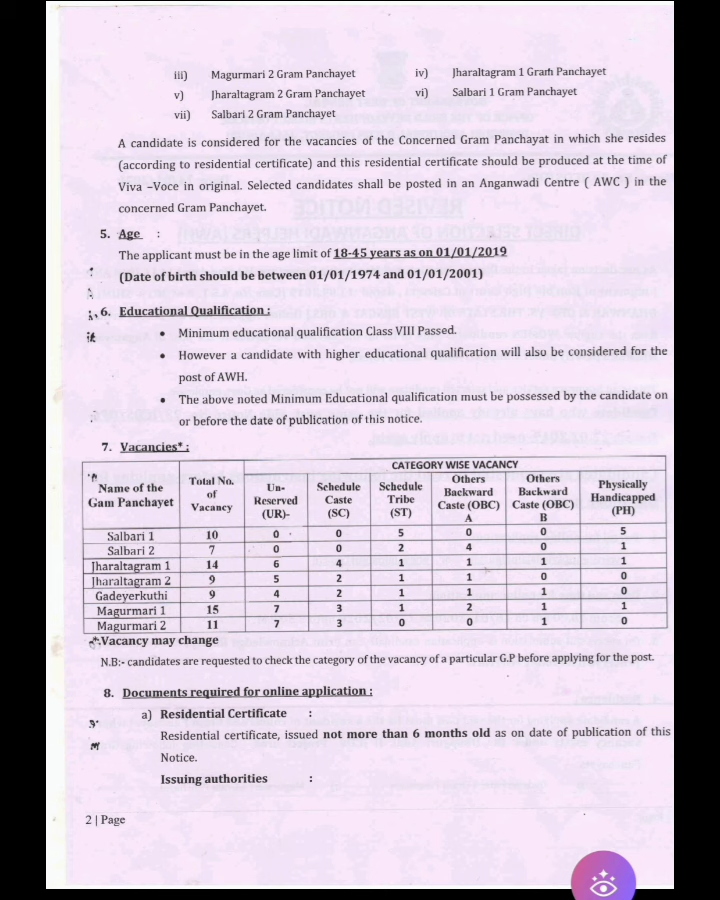 iii) Magurmari 2 Gram Panchayet iv) Jharaltagram 1 Gram Panchayet
v) Jharaltagram 2 Gram Panchayet vi) Salbari 1 Gram Panchayet
vii) Salbari 2 Gram Panchayet
A candidate is considered for the vacancies of the Concerned Gram Panchayat in which she resides
(according to residential certificate) and this residential certificate should be produced at the time of
Viva –Voce in original. Selected candidates shall be posted in an Anganwadi Centre ( AWC ) in the
concerned Gram Panchayet.
5. Age :
The applicant must be in the age limit of 18-45 years as on 01/01/2019
(Date of birth should be between 01/01/1974 and 01/01/2001)
6. Educational Qualification :
• Minimum educational qualification Class VIII Passed.
• However a candidate with higher educational qualification will also be considered for the
post of AWH.
• The above noted Minimum Educational qualification must be possessed by the candidate on
or before the date of publication of this notice.
7. Vacancies* :
CATEGORY WISE VACANCY
Name of the Gam Panchayet Total No. of Vacancy Un-Reserved (UR)- Schedule Caste (SC) Schedule Tribe (ST) Others Backward Caste (OBC) A Others Backward Caste (OBC) B Physically Handicapped (PH)
Salbari 1 10 0 0 5 0 0 5
Salbari 2 7 0 0 2 4 0 1
Jharaltagram 1 14 6 4 1 1 1 1
Jharaltagram 2 9 5 2 1 1 0 0
Gadeyerkuthi 9 4 2 1 1 1 0
Magurmari 1 15 7 3 1 2 1 1
Magurmari 2 11 7 3 0 0 1 0
*Vacancy may change
N.B:- candidates are requested to check the category of the vacancy of a particular G.P before applying for the post.
8. Documents required for online application :
a) Residential Certificate :
Residential certificate, issued not more than 6 months old as on date of publication of this
Notice.
Issuing authorities :
2 | Page